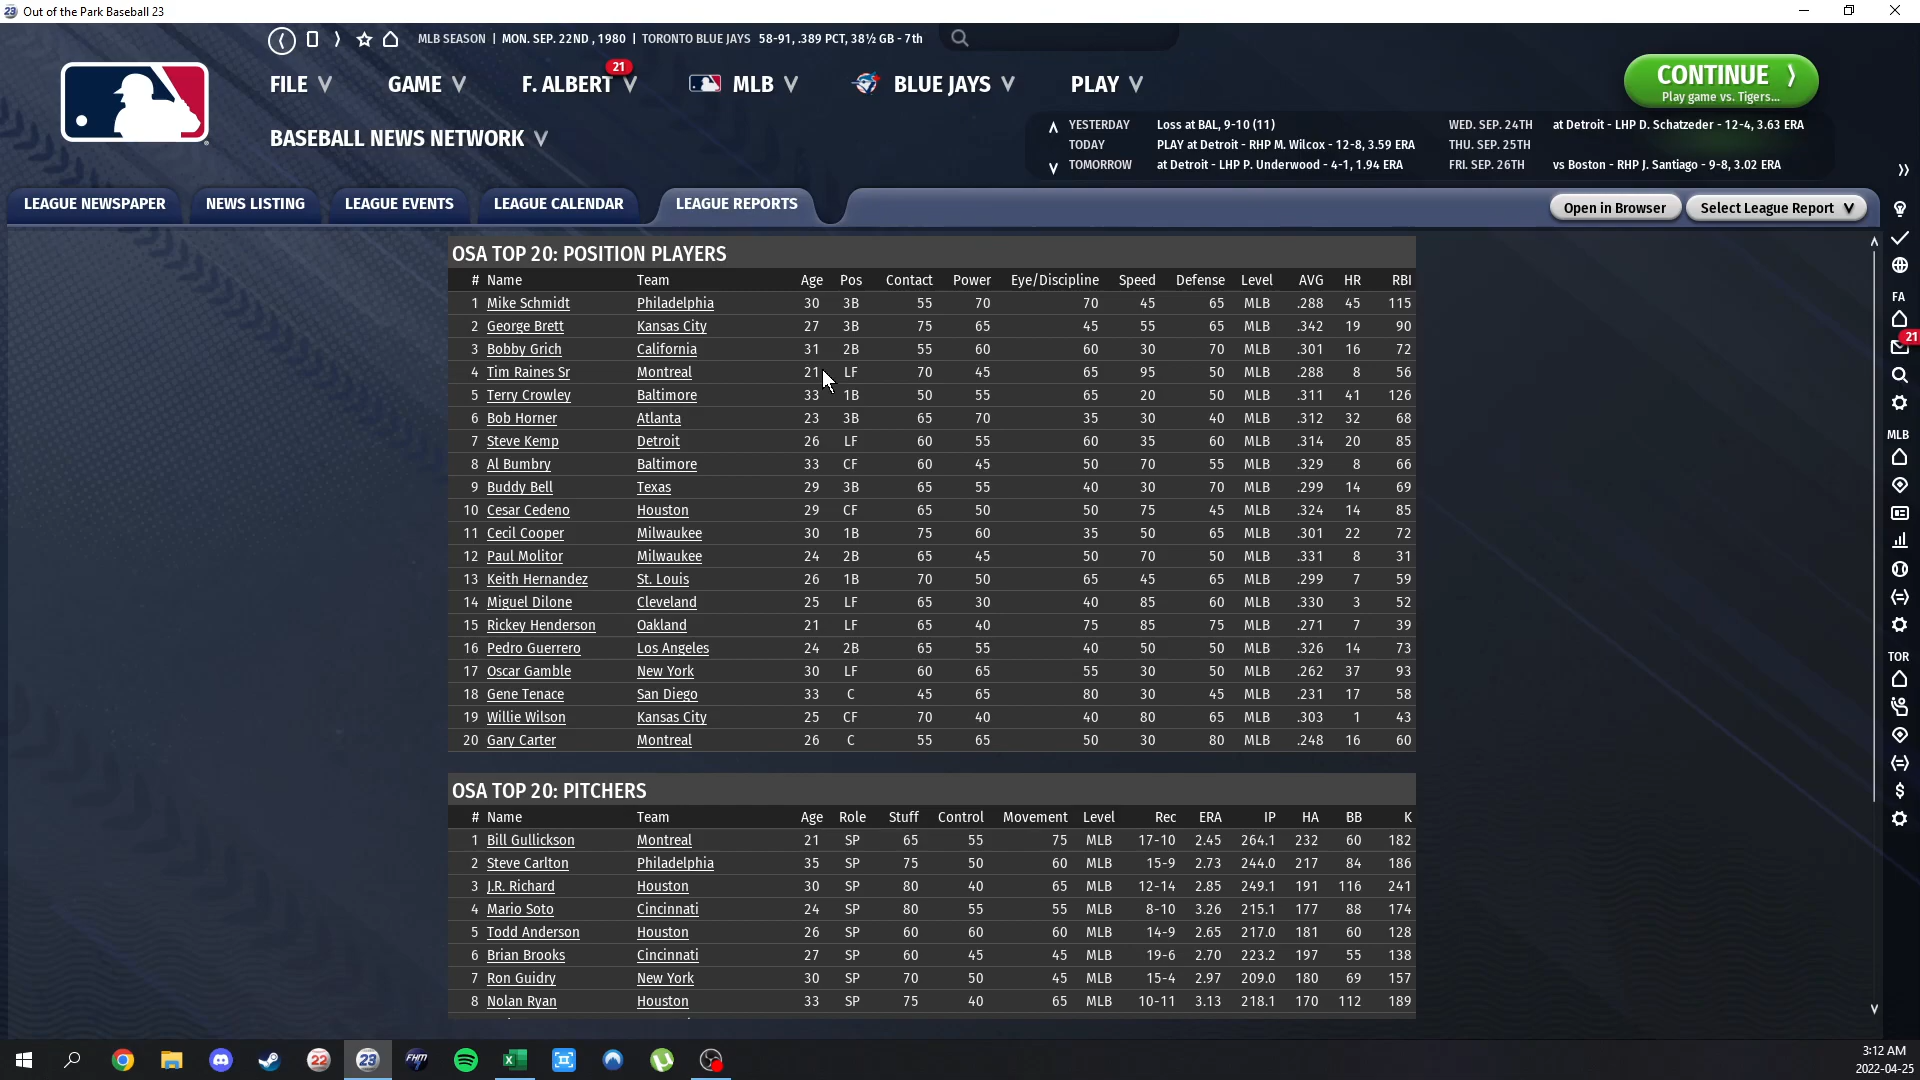 Out of the Park Baseball 23
MLB SEASON | MON. SEP. 22ND , 1980 | TORONTO BLUE JAYS 58-91, .389 PCT, 38½ GB - 7th
FILE GAME F. ALBERT 21 MLB BLUE JAYS PLAY
CONTINUE
Play game vs. Tigers...
BASEBALL NEWS NETWORK
YESTERDAY Loss at BAL, 9-10 (11) WED. SEP. 24TH at Detroit - LHP D. Schatzeder - 12-4, 3.63 ERA
TODAY PLAY at Detroit - RHP M. Wilcox - 12-8, 3.59 ERA THU. SEP. 25TH
TOMORROW at Detroit - LHP P. Underwood - 4-1, 1.94 ERA FRI. SEP. 26TH vs Boston - RHP J. Santiago - 9-8, 3.02 ERA
LEAGUE NEWSPAPER NEWS LISTING LEAGUE EVENTS LEAGUE CALENDAR LEAGUE REPORTS Open in Browser Select League Report
OSA TOP 20: POSITION PLAYERS
# Name Team Age Pos Contact Power Eye/Discipline Speed Defense Level AVG HR RBI
1 Mike Schmidt Philadelphia 30 3B 55 70 70 45 65 MLB .288 45 115
2 George Brett Kansas City 27 3B 75 65 45 55 65 MLB .342 19 90
3 Bobby Grich California 31 2B 55 60 60 30 70 MLB .301 16 72
4 Tim Raines Sr Montreal 21 LF 70 45 65 95 50 MLB .288 8 56
5 Terry Crowley Baltimore 33 1B 50 55 65 20 50 MLB .311 41 126
6 Bob Horner Atlanta 23 3B 65 70 35 30 40 MLB .312 32 68
7 Steve Kemp Detroit 26 LF 60 55 60 35 60 MLB .314 20 85
8 Al Bumbry Baltimore 33 CF 60 45 50 70 55 MLB .329 8 66
9 Buddy Bell Texas 29 3B 65 55 40 30 70 MLB .299 14 69
10 Cesar Cedeno Houston 29 CF 65 50 50 75 45 MLB .324 14 85
11 Cecil Cooper Milwaukee 30 1B 75 60 35 50 65 MLB .301 22 72
12 Paul Molitor Milwaukee 24 2B 65 45 50 70 50 MLB .331 8 31
13 Keith Hernandez St. Louis 26 1B 70 50 65 45 65 MLB .299 7 59
14 Miguel Dilone Cleveland 25 LF 65 30 40 85 60 MLB .330 3 52
15 Rickey Henderson Oakland 21 LF 65 40 75 85 75 MLB .271 7 39
16 Pedro Guerrero Los Angeles 24 2B 65 55 40 50 50 MLB .326 14 73
17 Oscar Gamble New York 30 LF 60 65 55 30 50 MLB .262 37 93
18 Gene Tenace San Diego 33 C 45 65 80 30 45 MLB .231 17 58
19 Willie Wilson Kansas City 25 CF 70 40 40 80 65 MLB .303 1 43
20 Gary Carter Montreal 26 C 55 65 50 30 80 MLB .248 16 60
OSA TOP 20: PITCHERS
# Name Team Age Role Stuff Control Movement Level Rec ERA IP HA BB K
1 Bill Gullickson Montreal 21 SP 65 55 75 MLB 17-10 2.45 264.1 232 60 182
2 Steve Carlton Philadelphia 35 SP 75 50 60 MLB 15-9 2.73 244.0 217 84 186
3 J.R. Richard Houston 30 SP 80 40 65 MLB 12-14 2.85 249.1 191 116 241
4 Mario Soto Cincinnati 24 SP 80 55 55 MLB 8-10 3.26 215.1 177 88 174
5 Todd Anderson Houston 26 SP 60 60 60 MLB 14-9 2.65 217.0 181 60 128
6 Brian Brooks Cincinnati 27 SP 60 45 45 MLB 19-6 2.70 223.2 197 55 138
7 Ron Guidry New York 30 SP 70 50 45 MLB 15-4 2.97 209.0 180 69 157
8 Nolan Ryan Houston 33 SP 75 40 65 MLB 10-11 3.13 218.1 170 112 189
FA
21
MLB
TOR
22 23 FHM
3:12 AM
2022-04-25